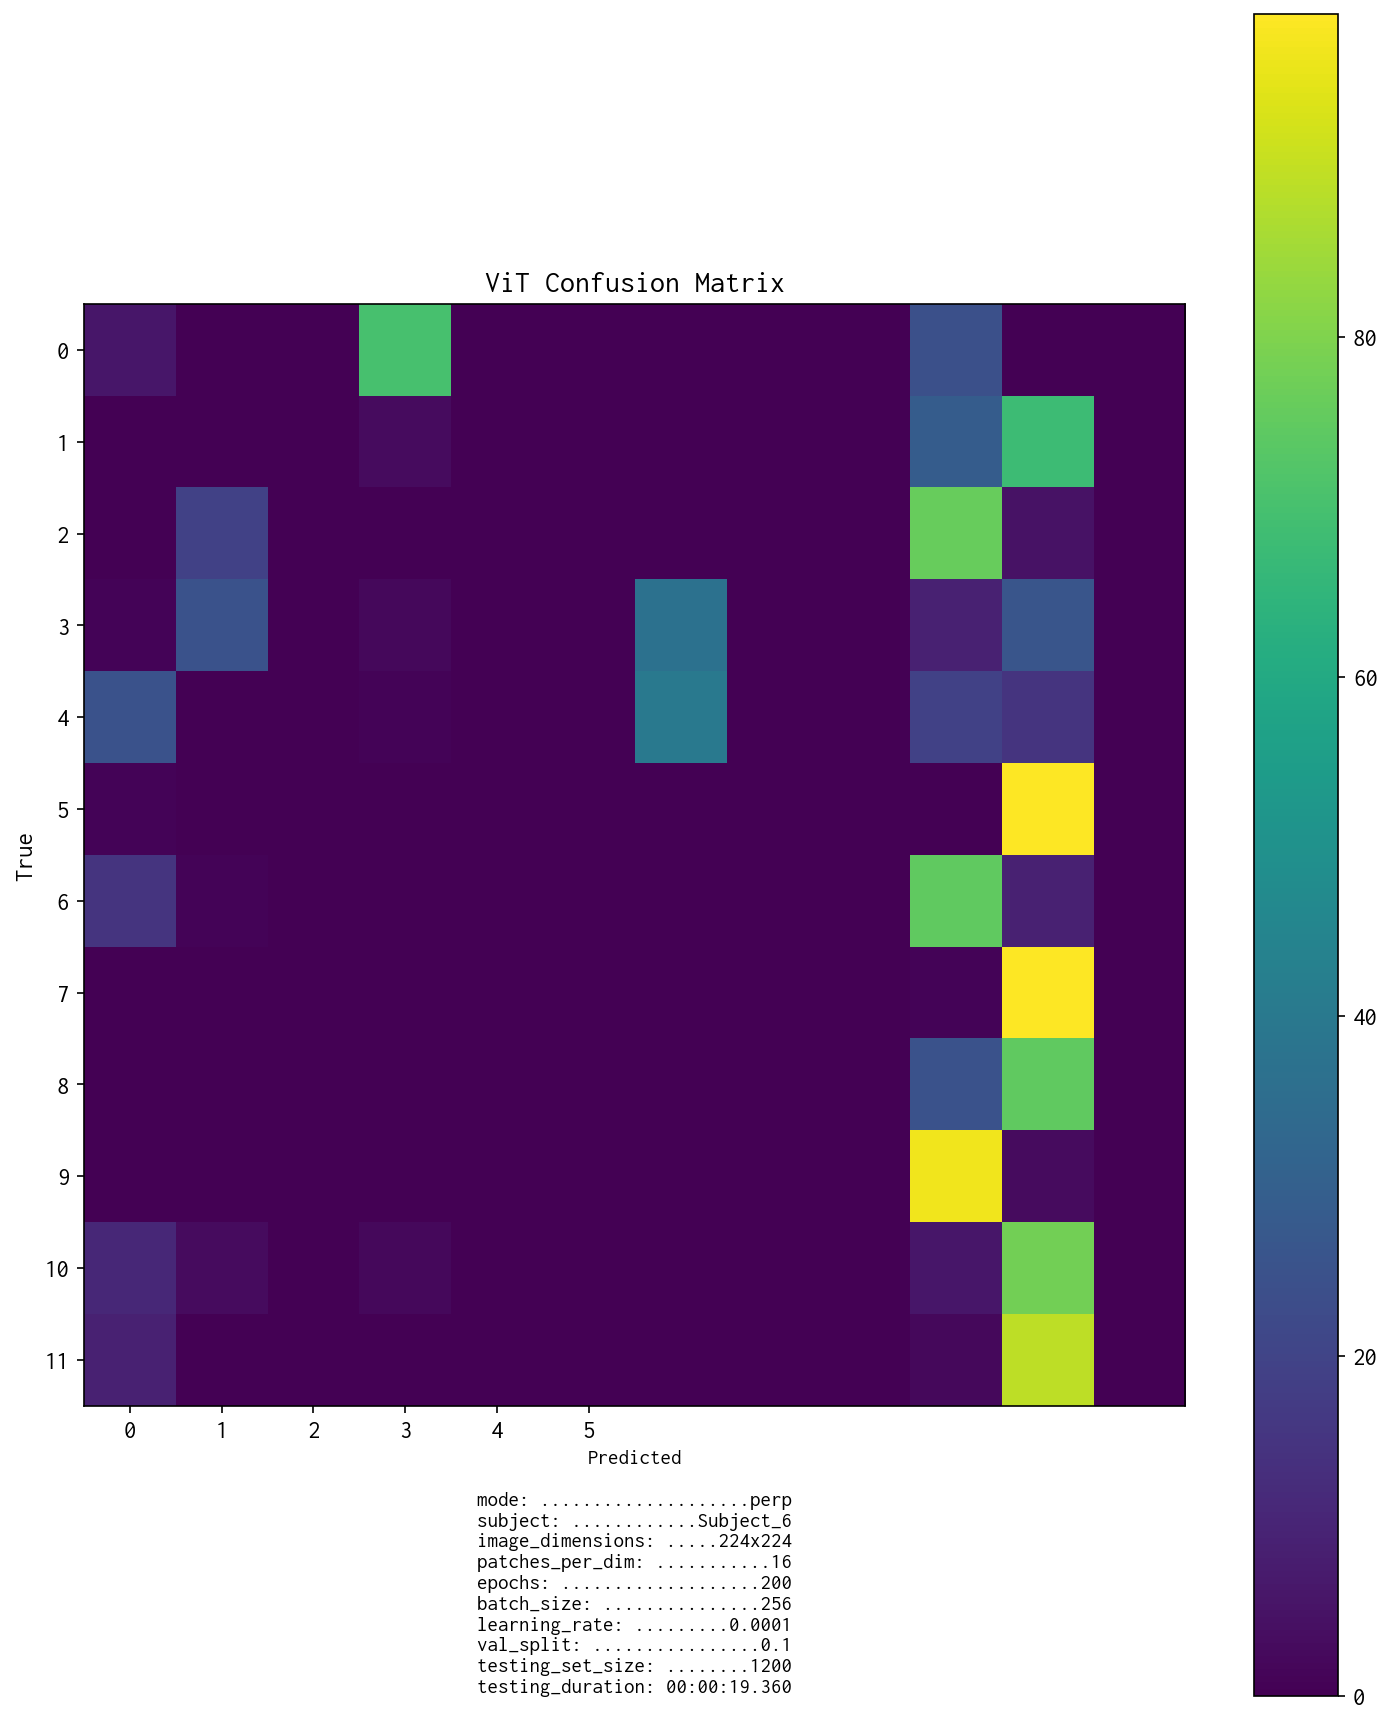 ViT Confusion Matrix
0
1
2
3
4
5
6
7
8
9
10
11
True
0 1 2 3 4 5
Predicted
mode: ....................perp
subject: ............Subject_6
image_dimensions: .....224x224
patches_per_dim: ...........16
epochs: ...................200
batch_size: ...............256
learning_rate: .........0.0001
val_split: ................0.1
testing_set_size: ........1200
testing_duration: 00:00:19.360
80
60
40
20
0